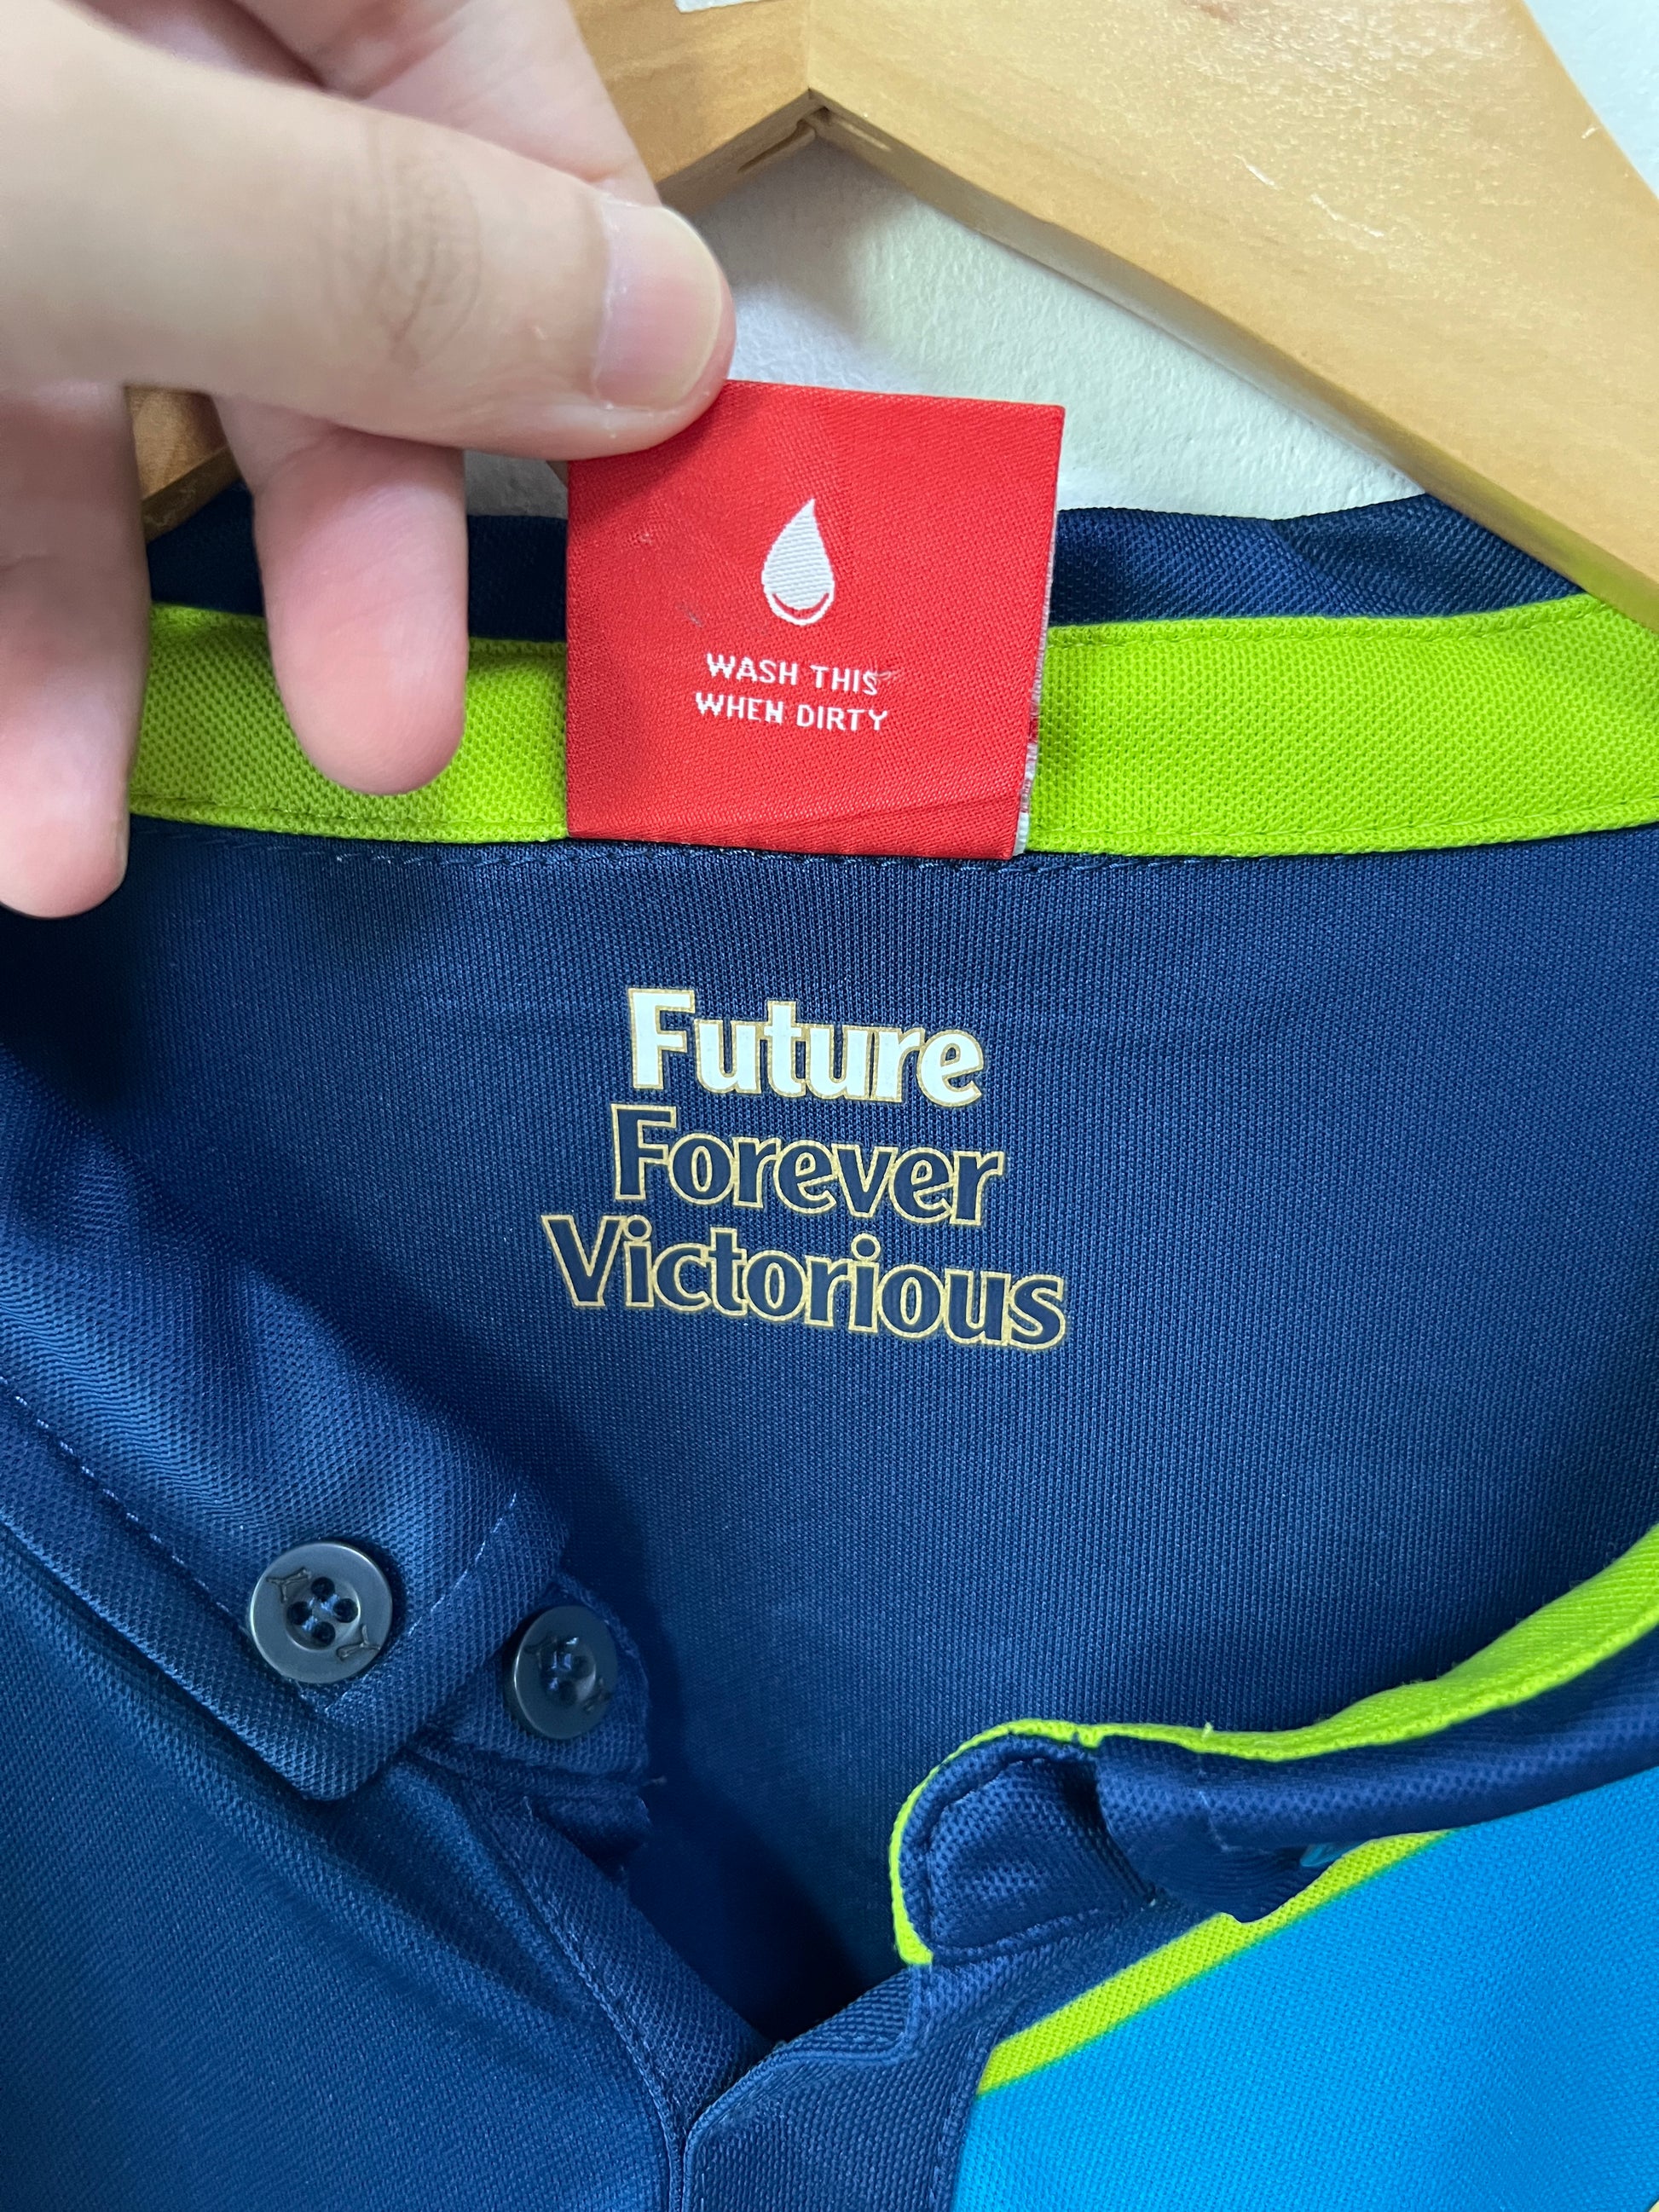 WASH THIS
WHEN DIRTY
Future
Forever
Victorious